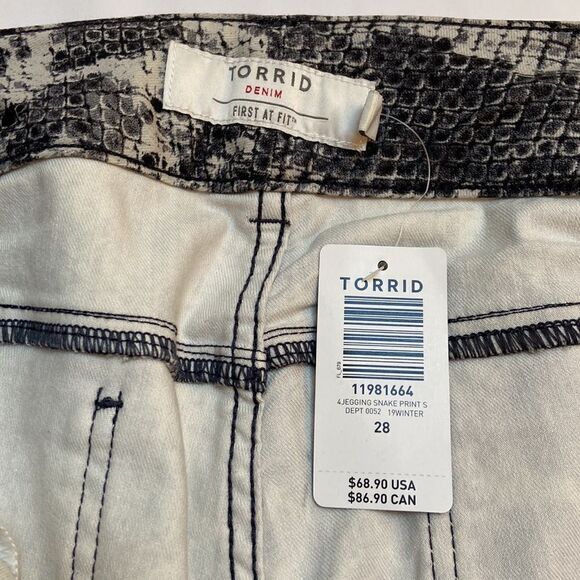 TORRID
DENIM
FIRST AT FIT™
TORRID
11981664
4JEGGING SNAKE PRINT S
DEPT 0052 19WINTER
28
$68.90 USA
$86.90 CAN